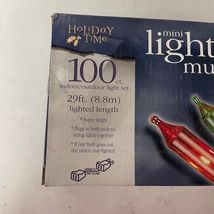 HOLIDAY
TIME
mini
light
mu
100 ct.
indoor/outdoor light set
29ft. (8.8m)
lighted length
* Super bright
* Plugs at both ends to
string lights together
* If one bulb goes out,
the others stay lighted